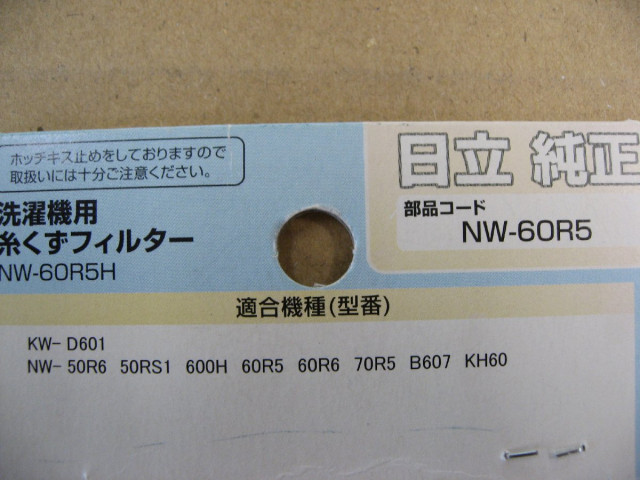 ホッチキス止めをしておりますので
取扱いには十分ご注意ください。
日立 純正
部品コード
NW-60R5
洗濯機用
糸くずフィルター
NW-60R5H
適合機種(型番)
KW- D601
NW- 50R6 50RS1 600H 60R5 60R6 70R5 B607 KH60